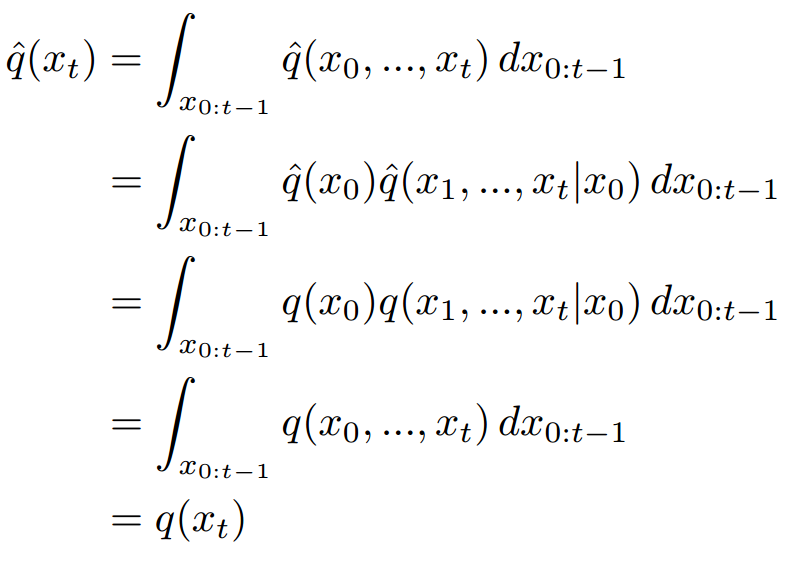 q̂(x_t) = ∫_{x_{0:t−1}} q̂(x_0, ..., x_t) dx_{0:t−1}
= ∫_{x_{0:t−1}} q̂(x_0)q̂(x_1, ..., x_t|x_0) dx_{0:t−1}
= ∫_{x_{0:t−1}} q(x_0)q(x_1, ..., x_t|x_0) dx_{0:t−1}
= ∫_{x_{0:t−1}} q(x_0, ..., x_t) dx_{0:t−1}
= q(x_t)